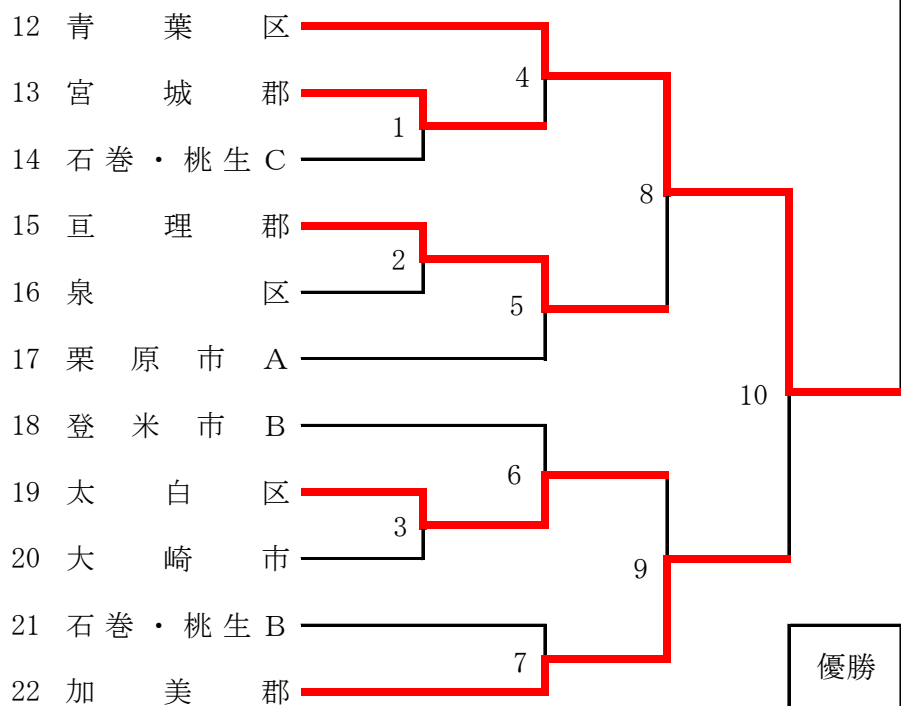 12 青葉区
13 宮城郡
14 石巻・桃生C
15 亘理郡
16 泉区
17 栗原市A
18 登米市B
19 太白区
20 大崎市
21 石巻・桃生B
22 加美郡
1
2
3
4
5
6
7
8
9
10
優勝